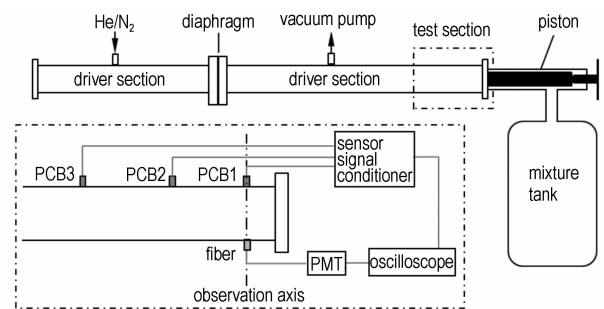 He/N2
diaphragm
vacuum pump
test section
piston
driver section
driver section
mixture
tank
PCB3
PCB2
PCB1
sensor
signal
conditioner
fiber
PMT
oscilloscope
observation axis